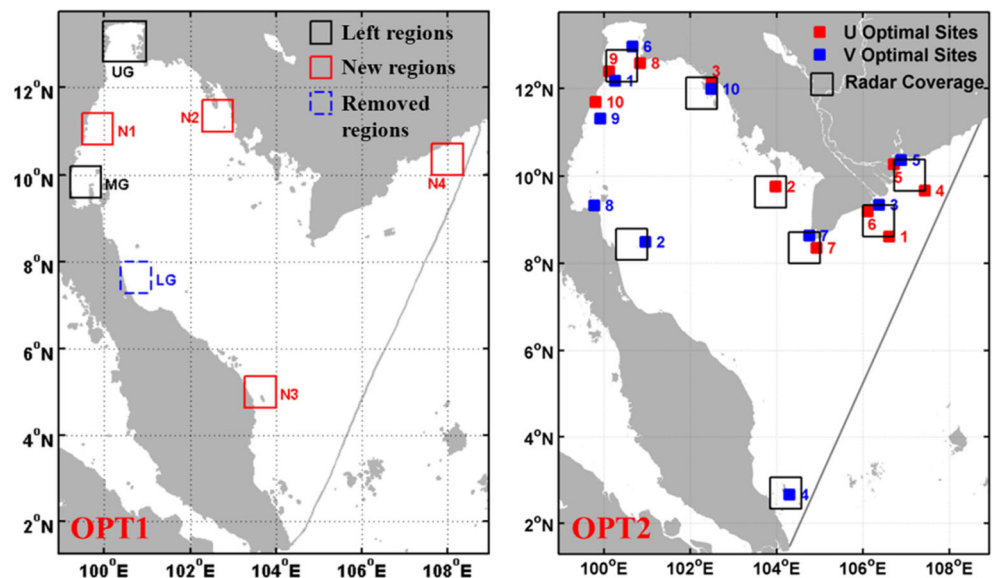 Left regions
New regions
Removed
regions
UG
N1
N2
MG
N4
LG
N3
12°N
10°N
8°N
6°N
4°N
2°N
OPT1
100°E
102°E
104°E
106°E
108°E
U Optimal Sites
V Optimal Sites
Radar Coverage
6
9
8
1
3
10
10
9
5
5
2
4
8
3
6
2
7
1
7
4
12°N
10°N
8°N
6°N
4°N
2°N
OPT2
100°E
102°E
104°E
106°E
108°E